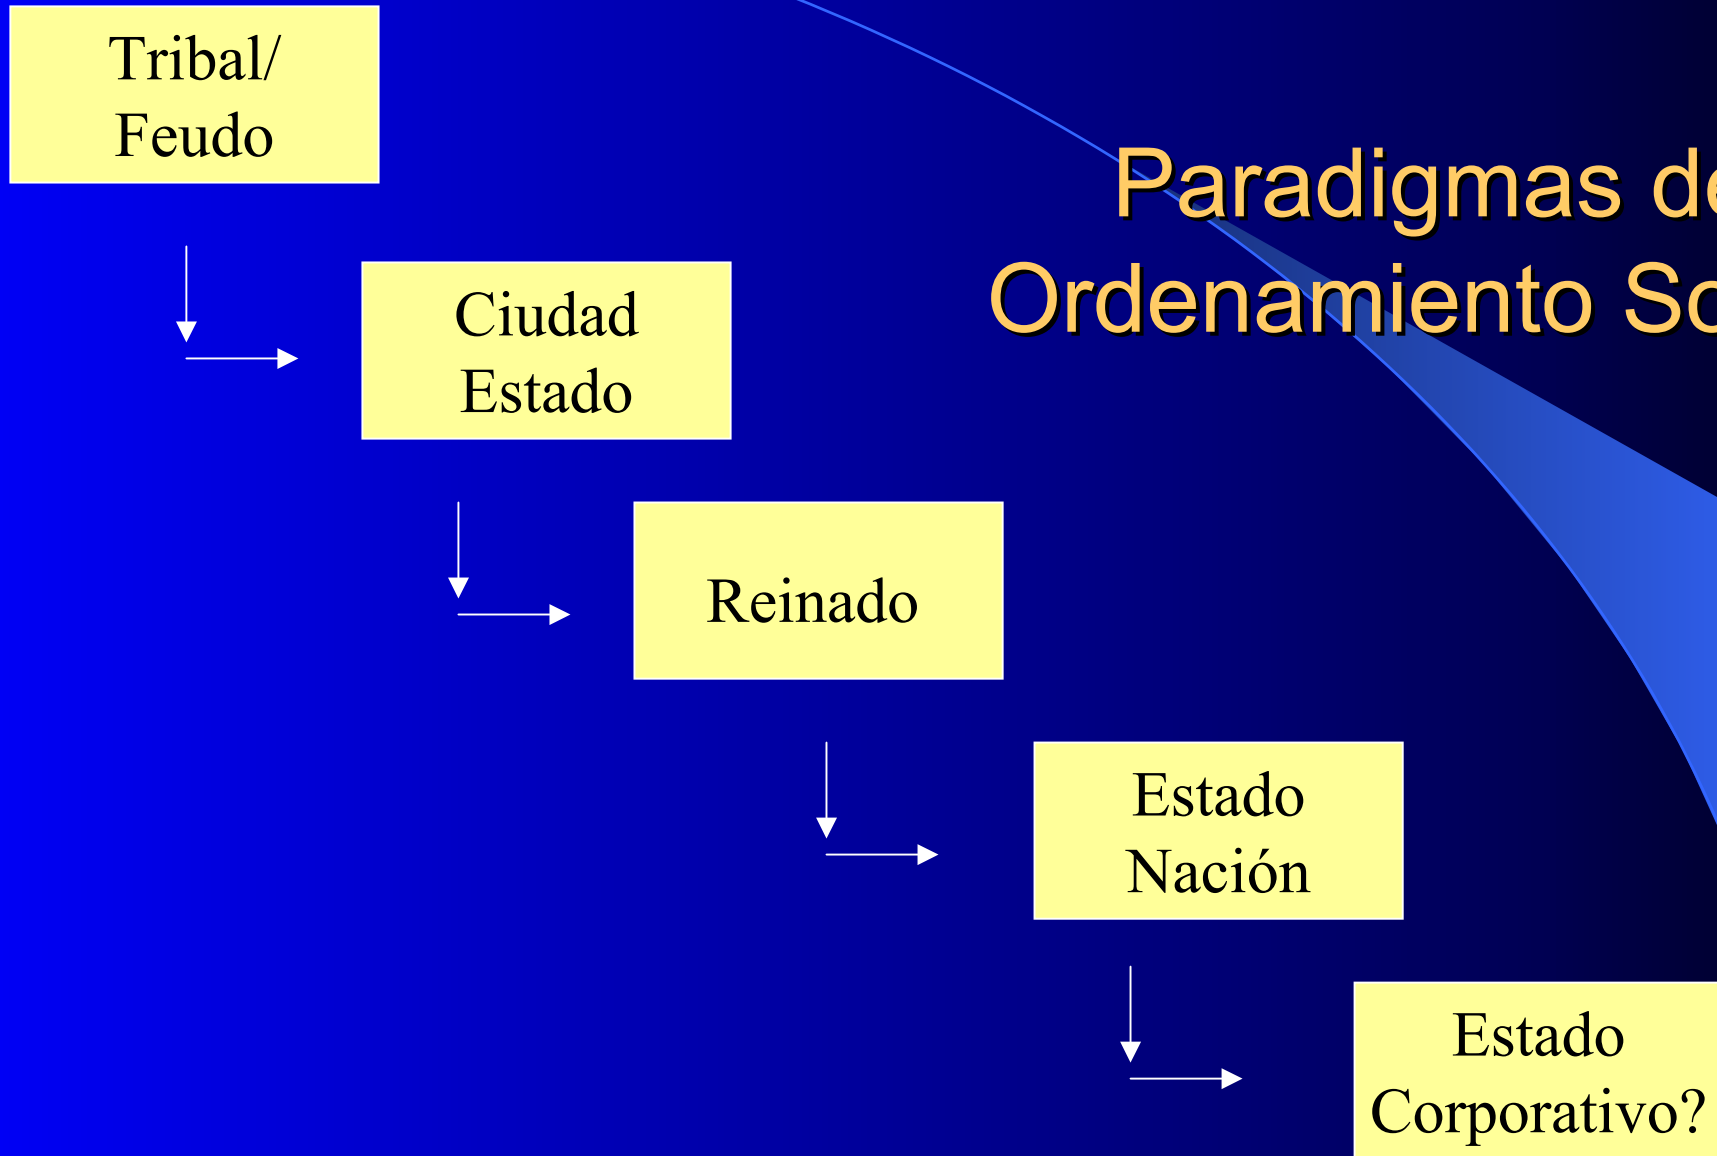 Tribal/
Feudo
Paradigmas de
Ordenamiento So
Ciudad
Estado
Reinado
Estado
Nación
Estado
Corporativo?